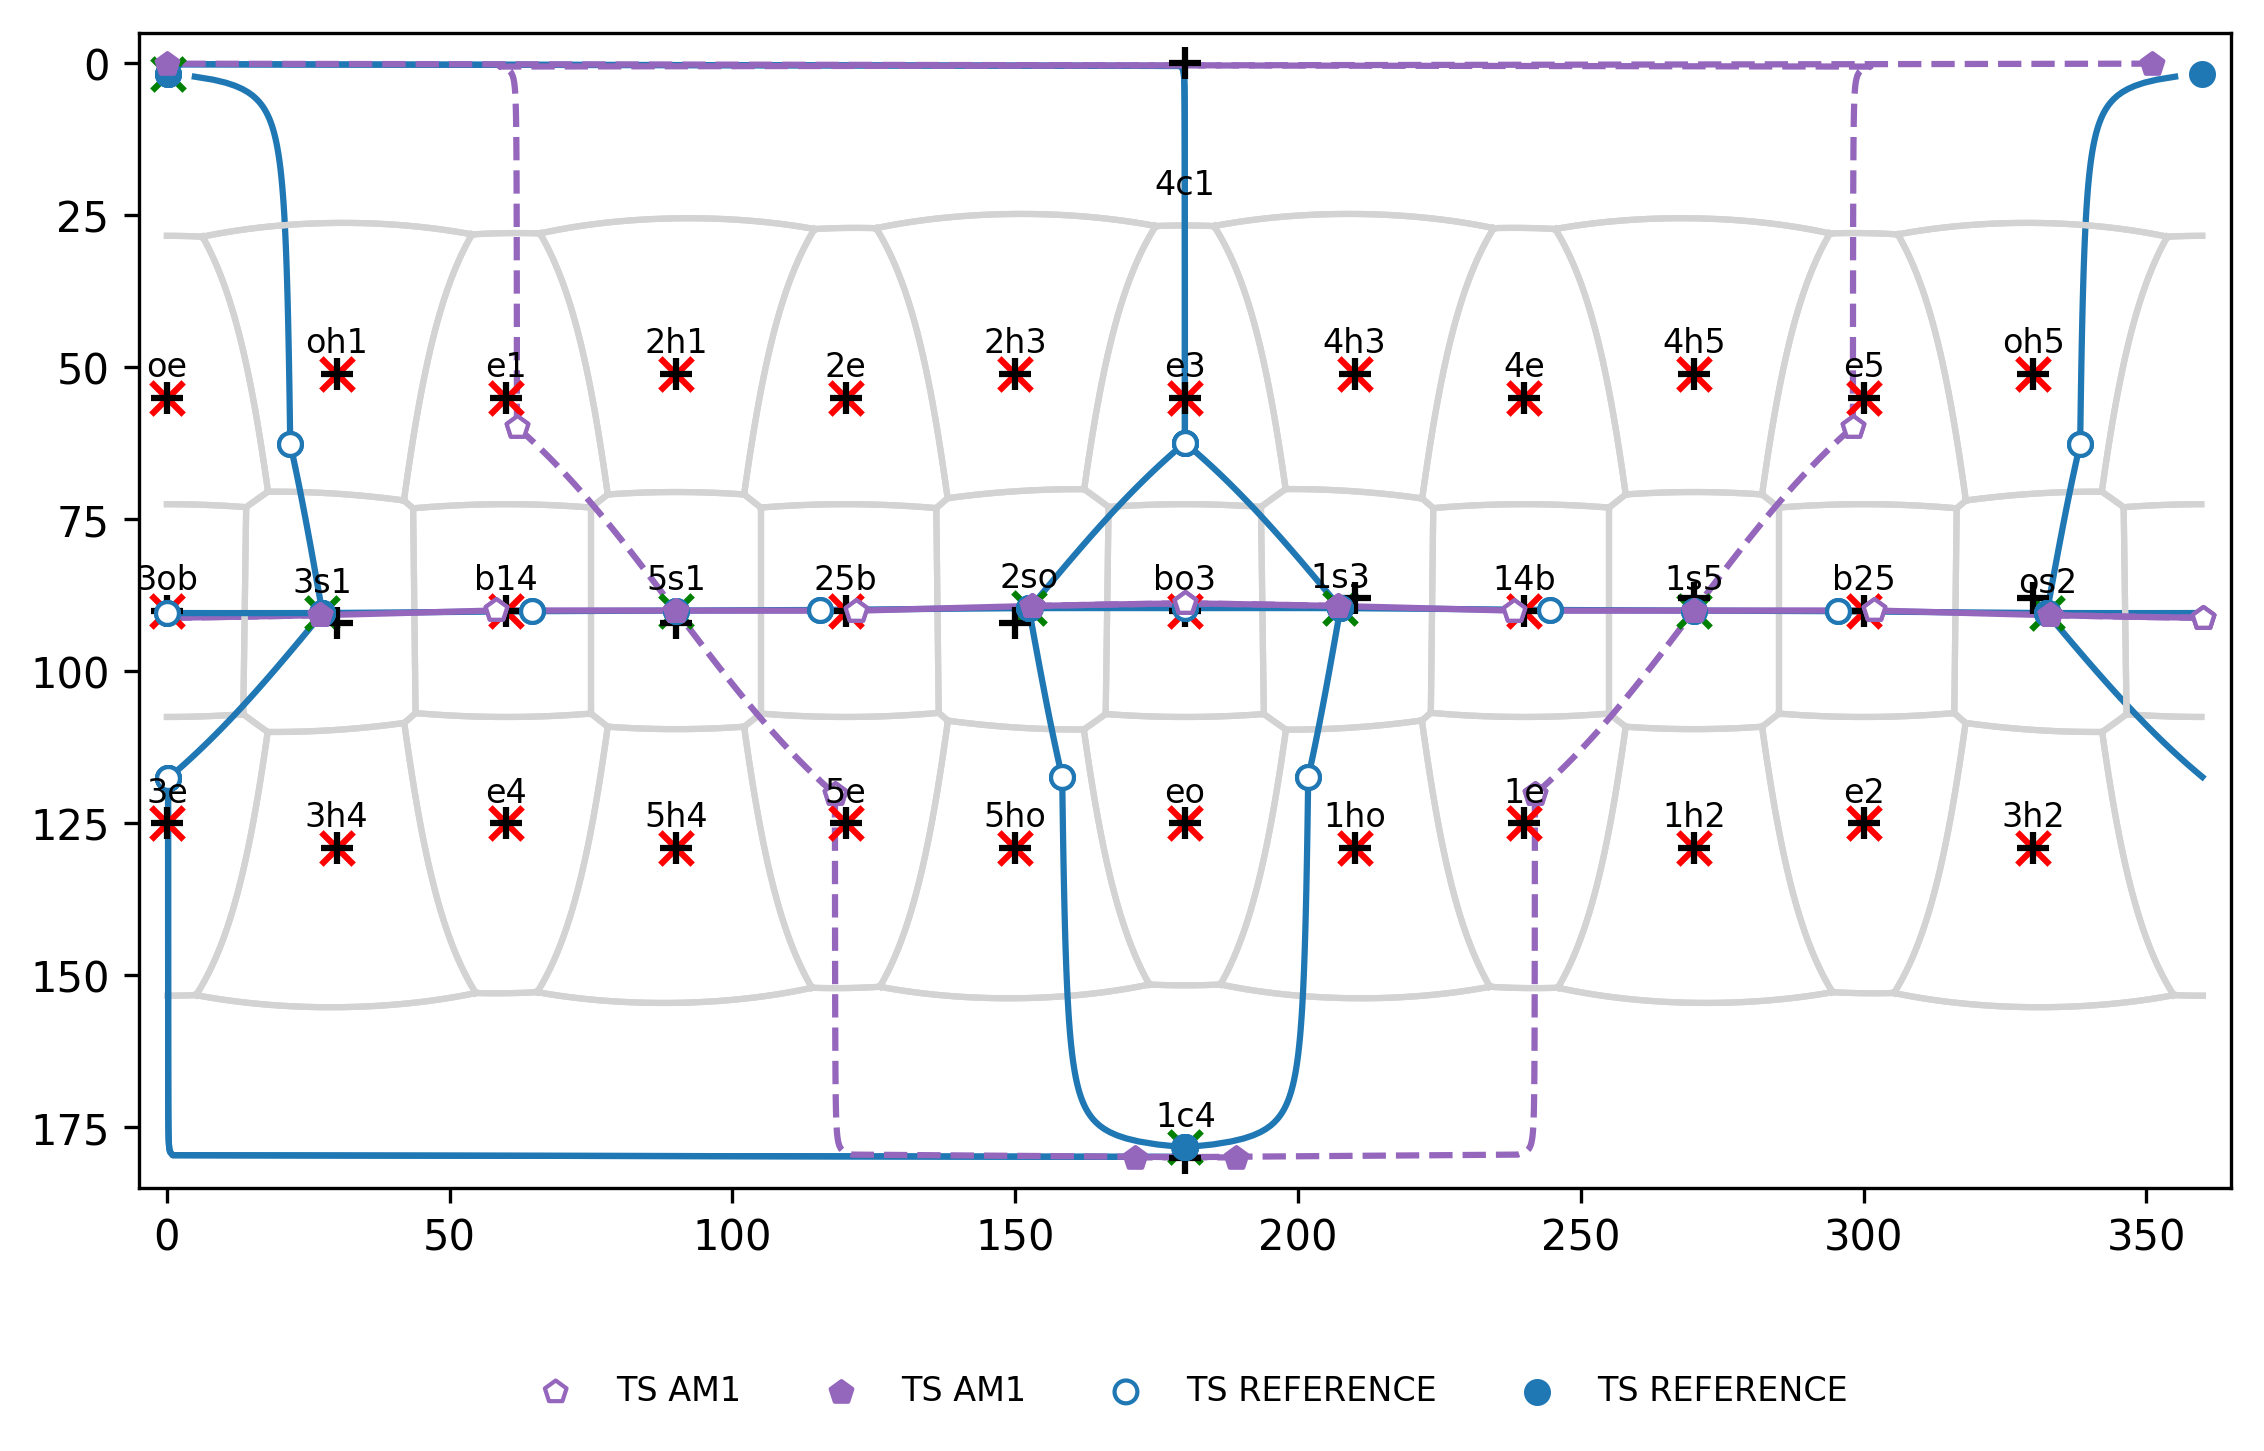 0
4c1
25
oh1 2h1 2h3 4h3 4h5 oh5
50
oe e1 2e e3 4e e5
75
3ob 3s1 b14 5s1 25b 2so bo3 1s3 14b 1s5 b25 os2
100
3e e4 5e eo 1e e2
125
3h4 5h4 5ho 1ho 1h2 3h2
150
1c4
175
0 50 100 150 200 250 300 350
TS AM1 TS AM1 TS REFERENCE TS REFERENCE